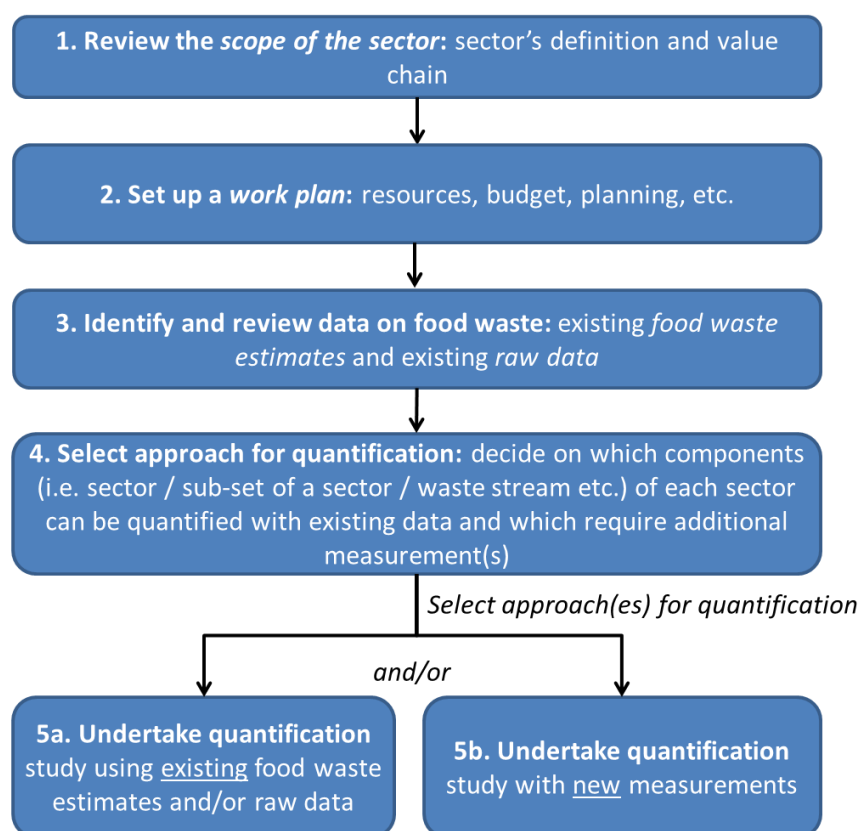 1. Review the scope of the sector: sector's definition and value
chain
2. Set up a work plan: resources, budget, planning, etc.
3. Identify and review data on food waste: existing food waste
estimates and existing raw data
4. Select approach for quantification: decide on which components
(i.e. sector / sub-set of a sector / waste stream etc.) of each sector
can be quantified with existing data and which require additional
measurement(s)
Select approach(es) for quantification
and/or
5a. Undertake quantification
study using existing food waste
estimates and/or raw data
5b. Undertake quantification
study with new measurements